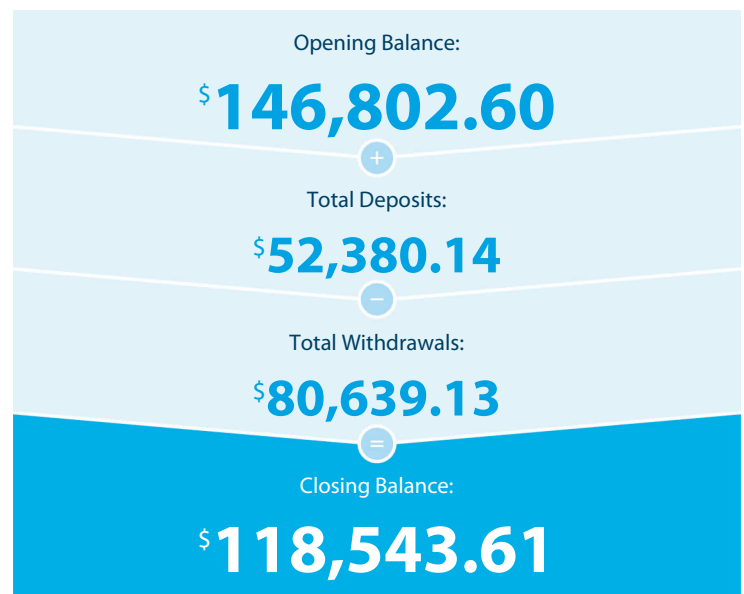 Opening Balance:
$146,802.60
+
Total Deposits:
$52,380.14
−
Total Withdrawals:
$80,639.13
=
Closing Balance:
$118,543.61